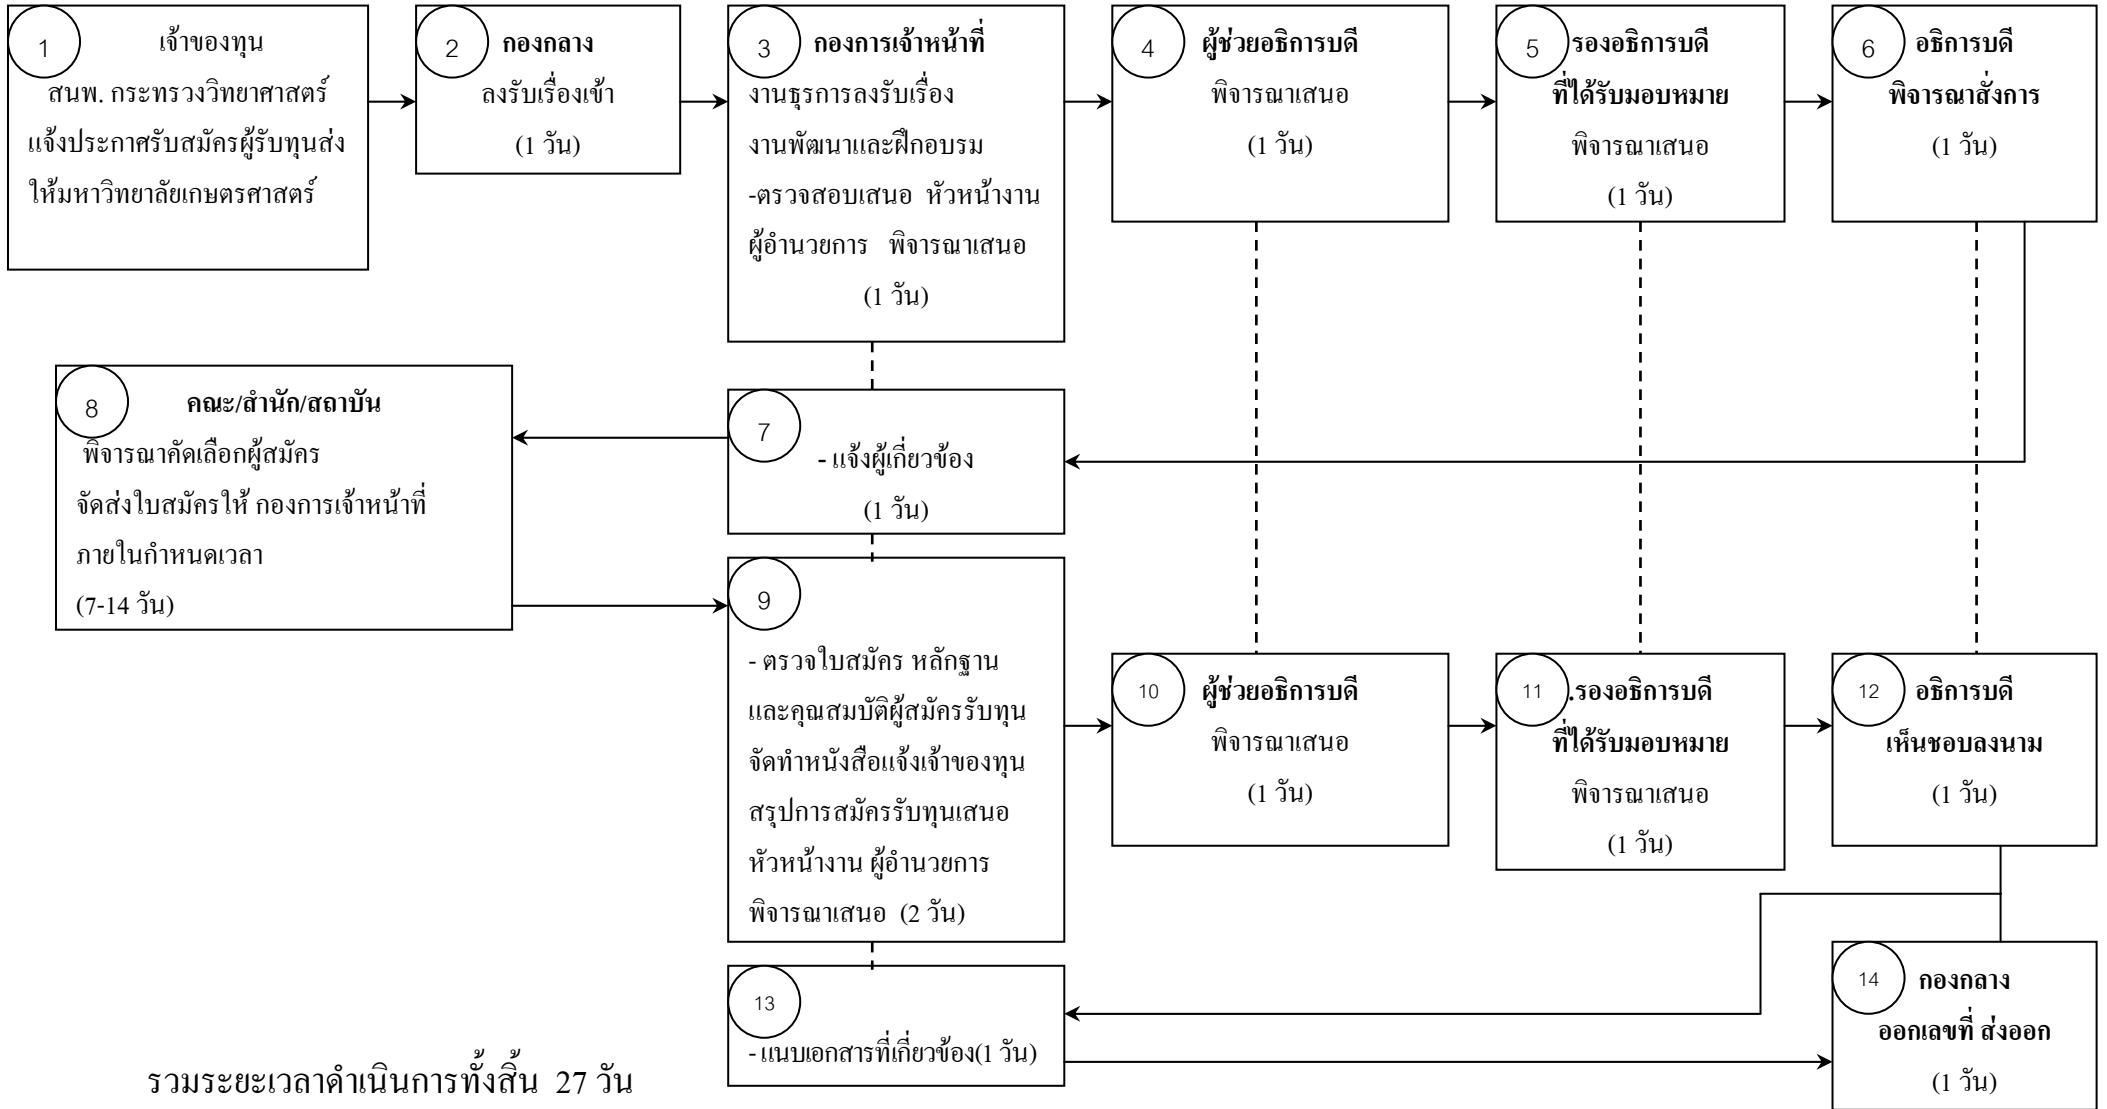 1
เจ้าของทุน
สนพ. กระทรวงวิทยาศาสตร์
แจ้งประกาศรับสมัครผู้รับทุนส่ง
ให้มหาวิทยาลัยเกษตรศาสตร์
2
กองกลาง
ลงรับเรื่องเข้า
(1 วัน)
3
กองการเจ้าหน้าที่
งานธุรการลงรับเรื่อง
งานพัฒนาและฝึกอบรม
-ตรวจสอบเสนอ หัวหน้างาน
ผู้อำนวยการ พิจารณาเสนอ
(1 วัน)
4
ผู้ช่วยอธิการบดี
พิจารณาเสนอ
(1 วัน)
5
รองอธิการบดี
ที่ได้รับมอบหมาย
พิจารณาเสนอ
(1 วัน)
6
อธิการบดี
พิจารณาสั่งการ
(1 วัน)
7
- แจ้งผู้เกี่ยวข้อง
(1 วัน)
8
คณะ/สำนัก/สถาบัน
พิจารณาคัดเลือกผู้สมัคร
จัดส่งใบสมัครให้ กองการเจ้าหน้าที่
ภายในกำหนดเวลา
(7-14 วัน)
9
- ตรวจใบสมัคร หลักฐาน
และคุณสมบัติผู้สมัครรับทุน
จัดทำหนังสือแจ้งเจ้าของทุน
สรุปการสมัครรับทุนเสนอ
หัวหน้างาน ผู้อำนวยการ
พิจารณาเสนอ (2 วัน)
10
ผู้ช่วยอธิการบดี
พิจารณาเสนอ
(1 วัน)
11
.รองอธิการบดี
ที่ได้รับมอบหมาย
พิจารณาเสนอ
(1 วัน)
12
อธิการบดี
เห็นชอบลงนาม
(1 วัน)
13
- แนบเอกสารที่เกี่ยวข้อง(1 วัน)
14
กองกลาง
ออกเลขที่ ส่งออก
(1 วัน)
รวมระยะเวลาดำเนินการทั้งสิ้น 27 วัน